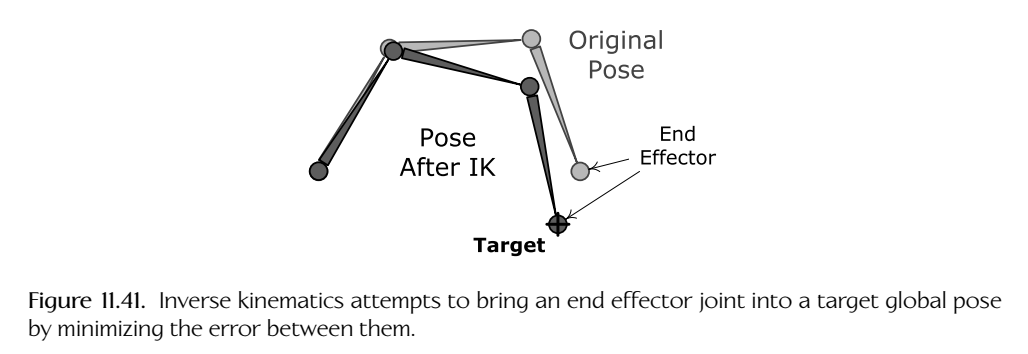 Original
Pose
End
Effector
Pose
After IK
Target
Figure 11.41. Inverse kinematics attempts to bring an end effector joint into a target global pose
by minimizing the error between them.